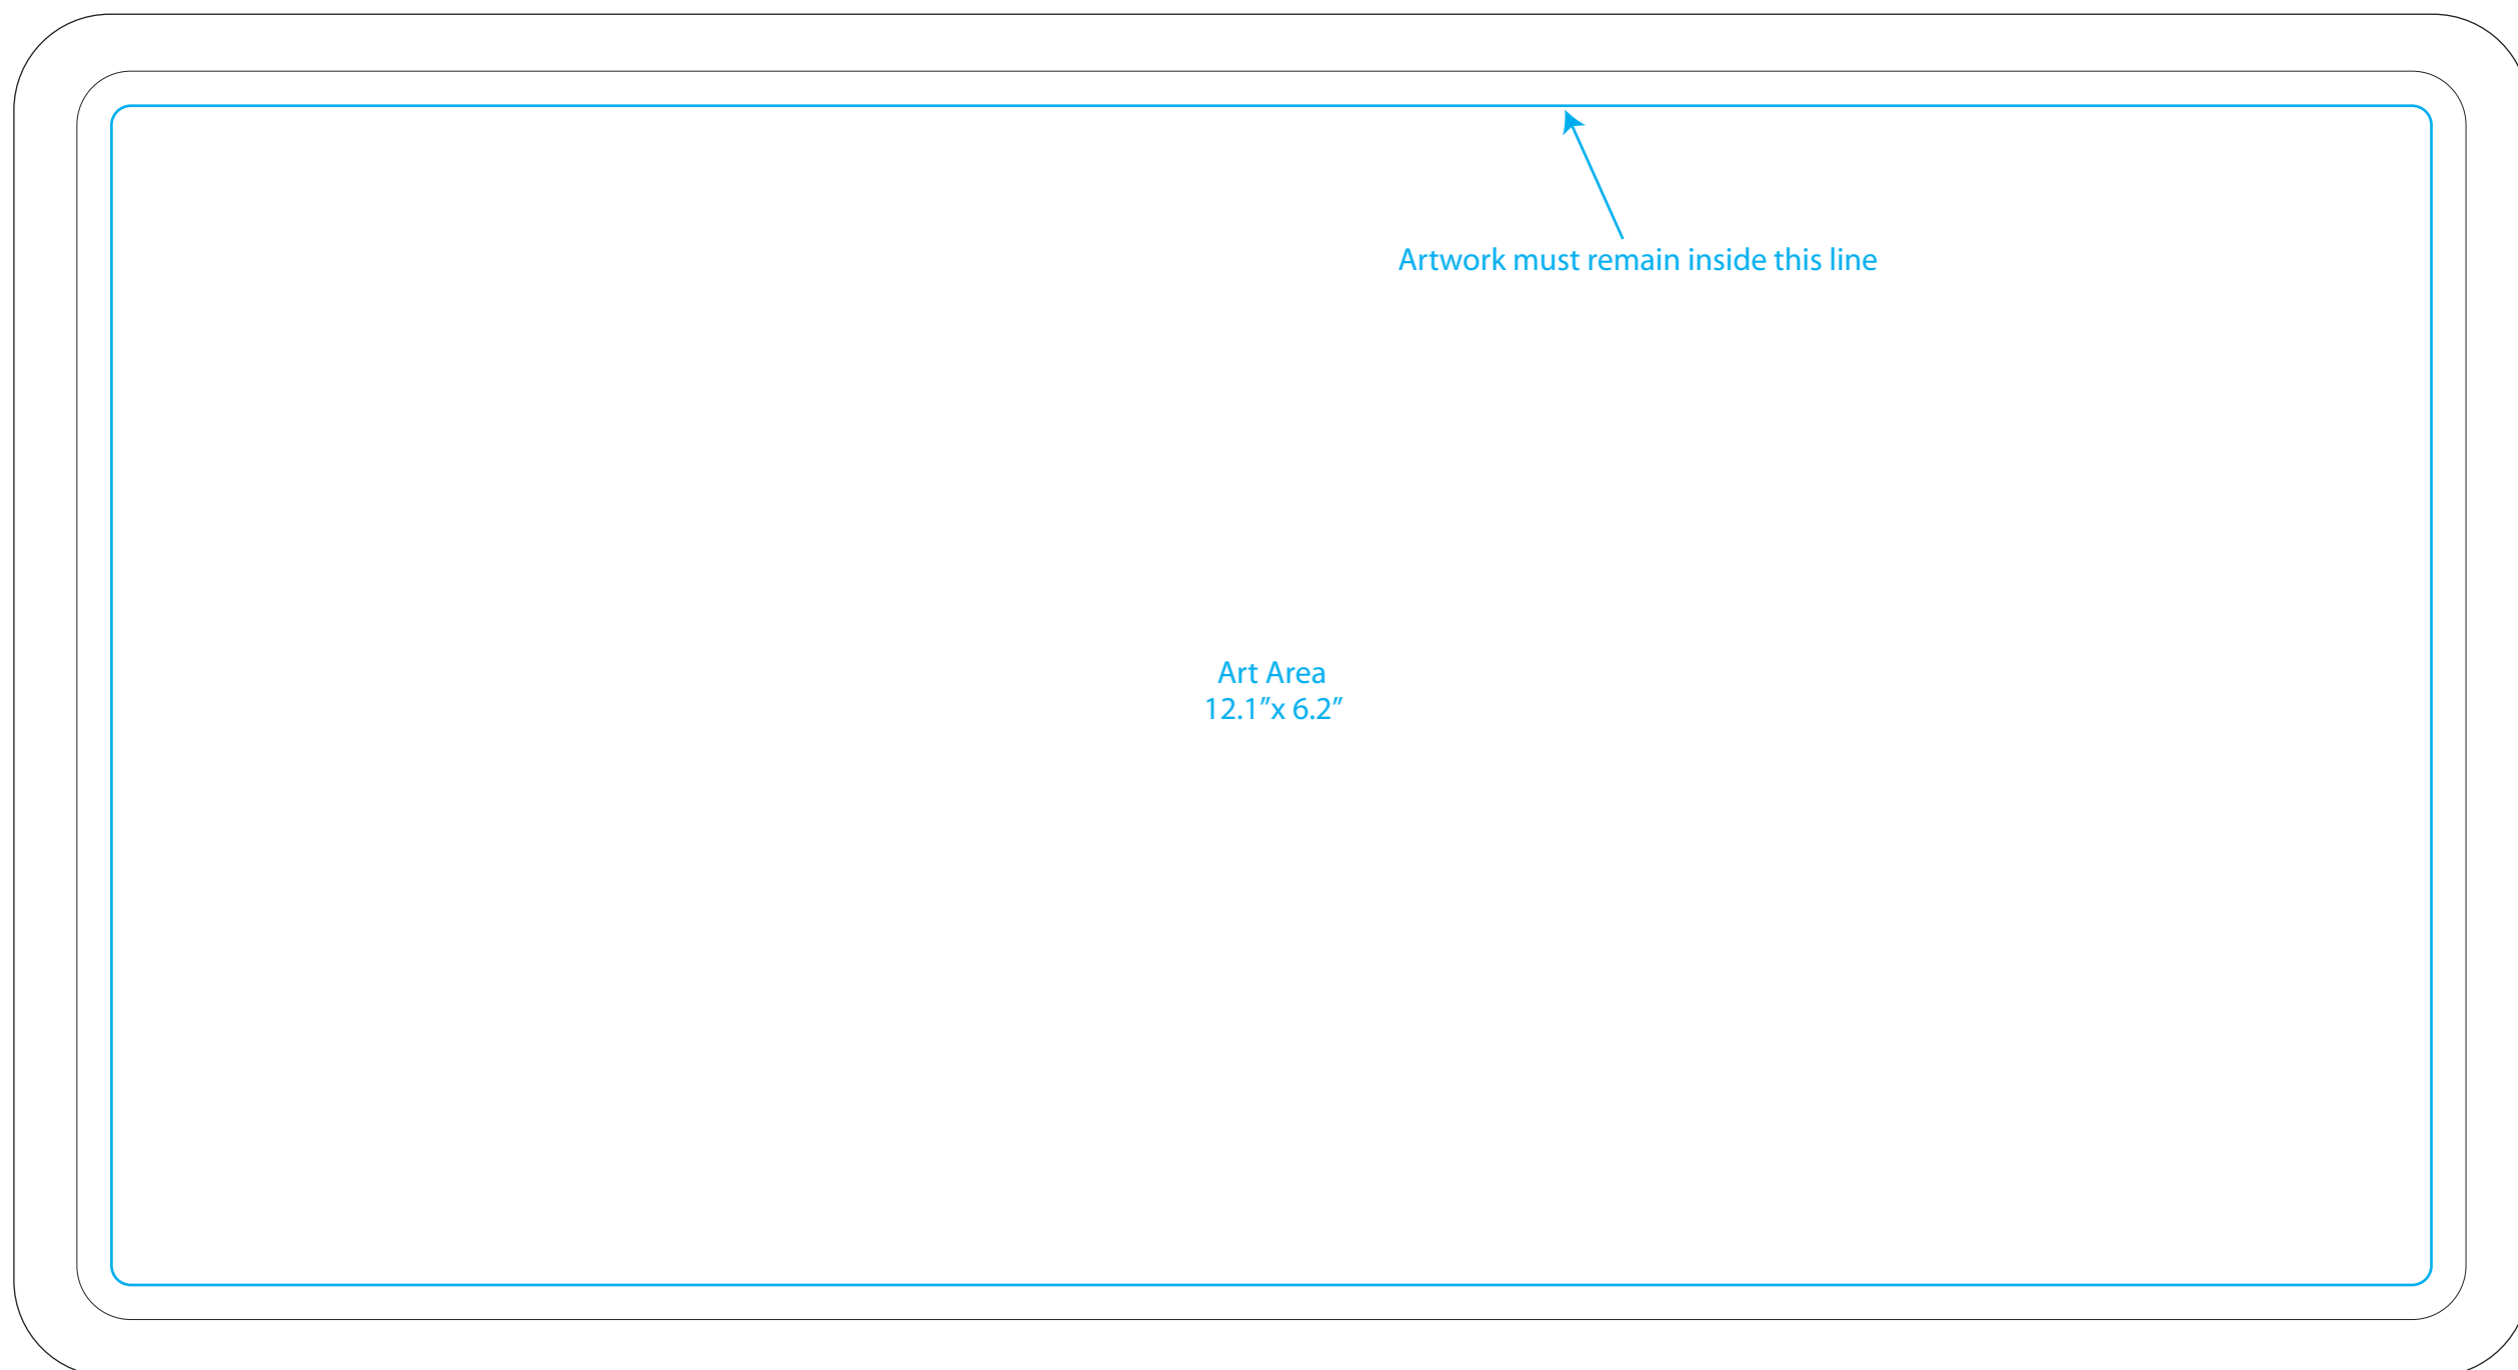 Artwork must remain inside this line
Art Area
12.1”x 6.2”